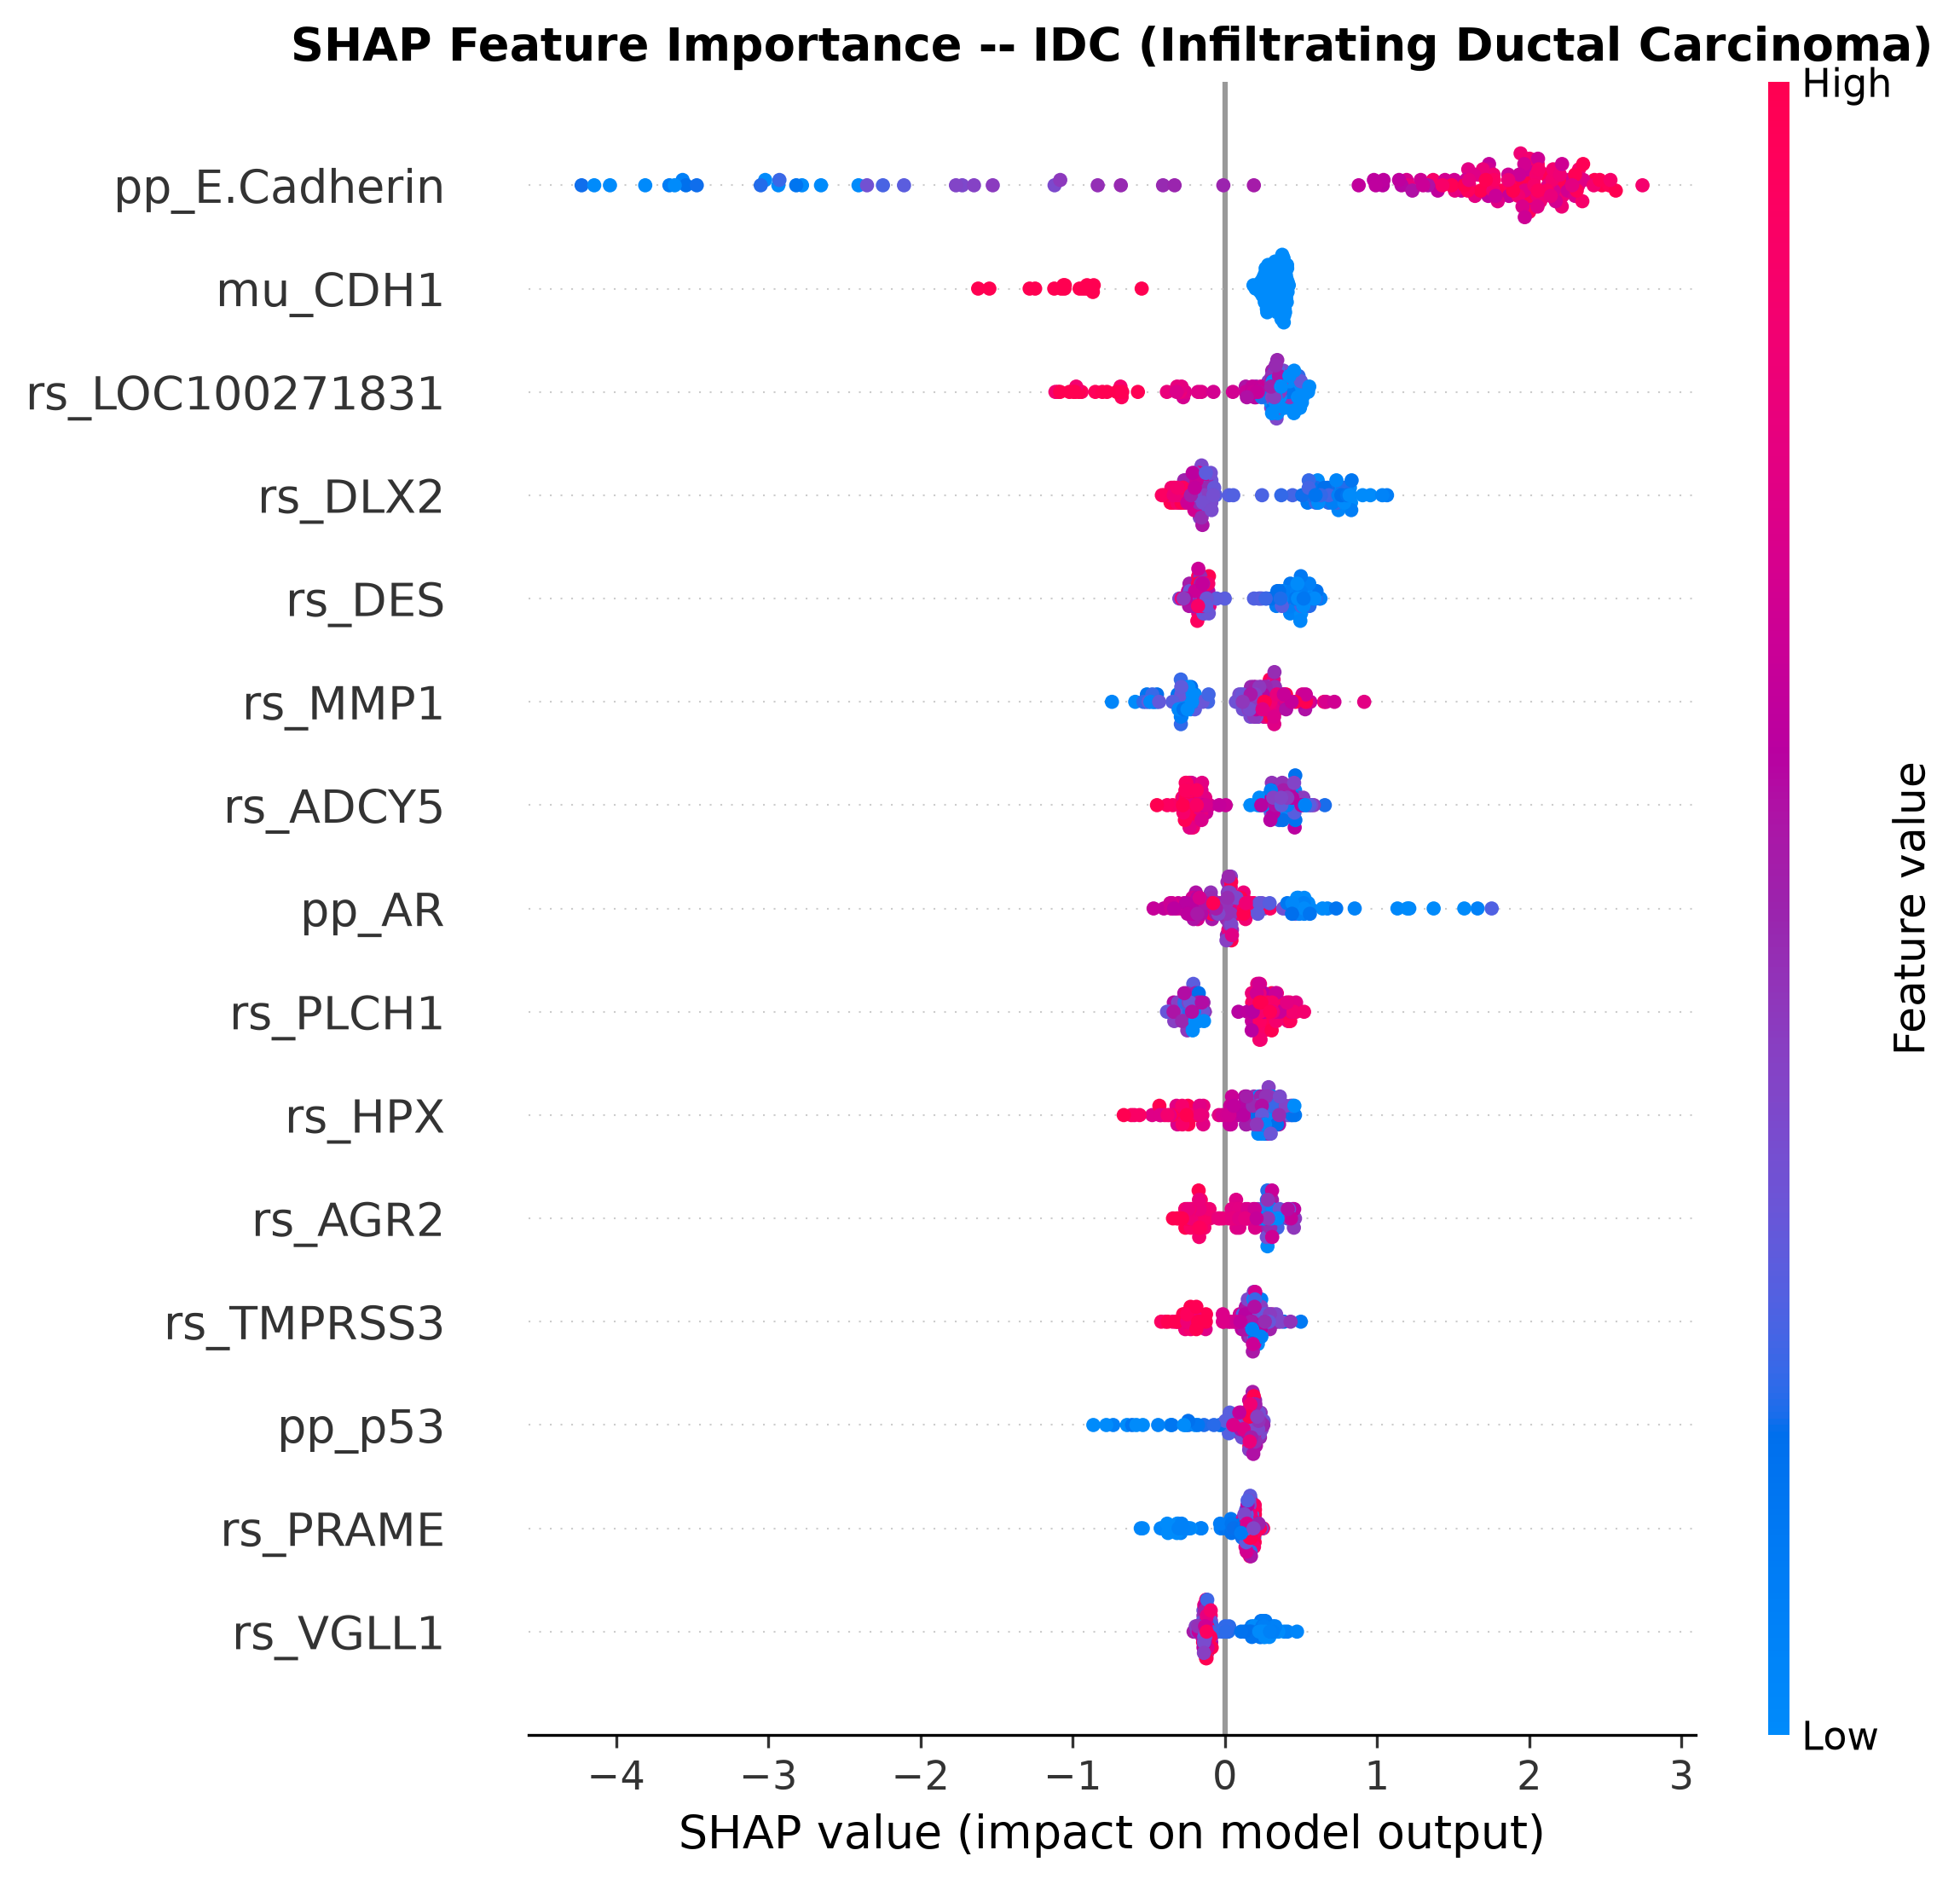 SHAP Feature Importance -- IDC (Infiltrating Ductal Carcinoma)
High
pp_E.Cadherin
mu_CDH1
rs_LOC100271831
rs_DLX2
rs_DES
rs_MMP1
rs_ADCY5
pp_AR
rs_PLCH1
rs_HPX
rs_AGR2
rs_TMPRSS3
pp_p53
rs_PRAME
rs_VGLL1
Feature value
Low
−4 −3 −2 −1 0 1 2 3
SHAP value (impact on model output)